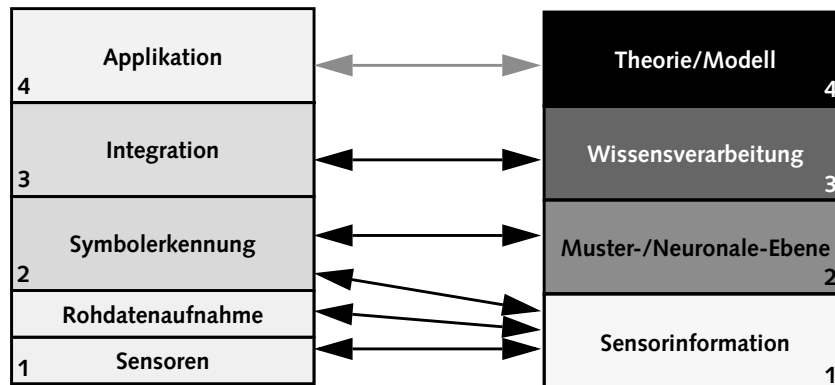 Applikation
4
Integration
3
Symbolerkennung
2
Rohdatenaufnahme
Sensoren
1
Theorie/Modell
4
Wissensverarbeitung
3
Muster-/Neuronale-Ebene
2
Sensorinformation
1